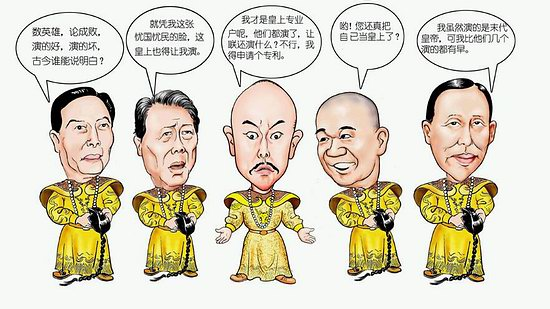 数英雄，论成败，
演的好，演的坏，
古今谁能说明白？
就凭我这张
忧国忧民的脸，这
皇上也得让我演。
我才是皇上专业
户呢，他们都演了，让
联还演什么？不行，我
得申请个专利。
哟！您还真把
自己当皇上了？
我虽然演的是末代
皇帝，可我比他们几个
演的都有早。